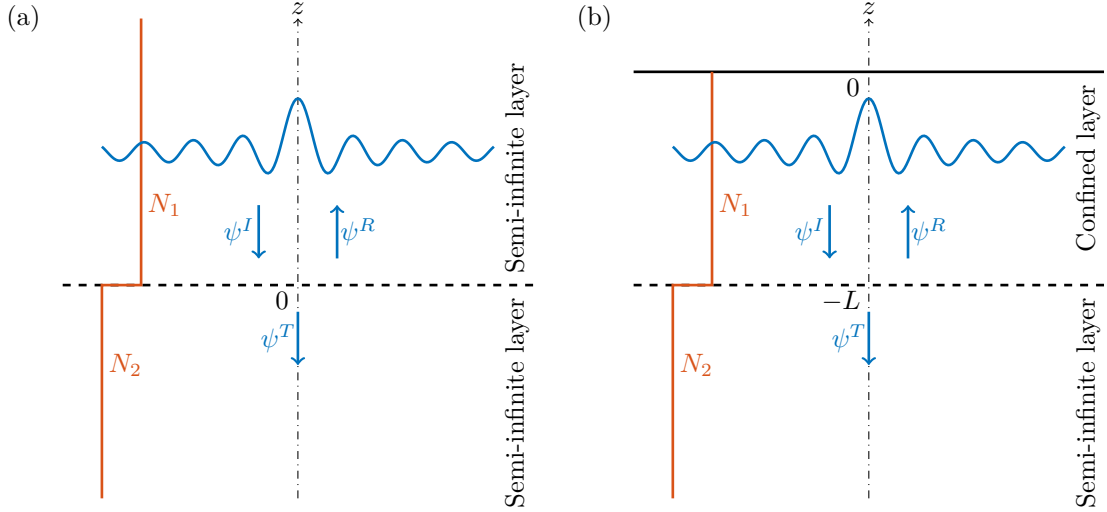 (a)
z
Semi-infinite layer
N₁
ψᴵ
ψᴿ
0
ψᵀ
N₂
Semi-infinite layer
(b)
z
0
Confined layer
N₁
ψᴵ
ψᴿ
−L
ψᵀ
N₂
Semi-infinite layer